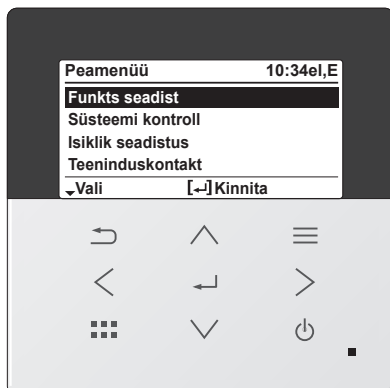 Peamenüü 10:34el,E
Funkts seadist
Süsteemi kontroll
Isiklik seadistus
Teeninduskontakt
Vali [↵]Kinnita